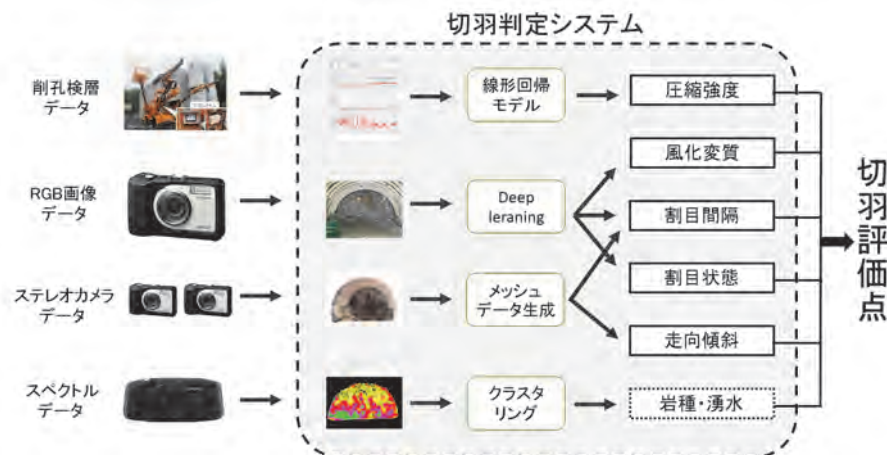 切羽判定システム
削孔検層
データ
線形回帰
モデル
圧縮強度
風化変質
RGB画像
データ
Deep
leraning
割目間隔
割目状態
ステレオカメラ
データ
メッシュ
データ生成
走向傾斜
スペクトル
データ
クラスタ
リング
岩種・湧水
切羽評価点